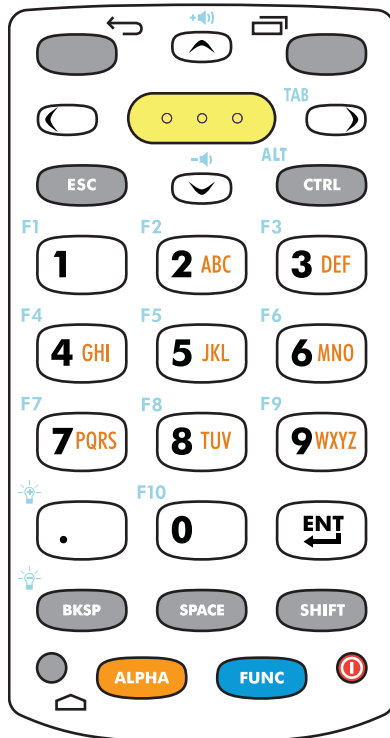 TAB
ALT
ESC
CTRL
F1 F2 F3
1 2 ABC 3 DEF
F4 F5 F6
4 GHI 5 JKL 6 MNO
F7 F8 F9
7 PQRS 8 TUV 9 WXYZ
F10
. 0 ENT
BKSP SPACE SHIFT
ALPHA FUNC